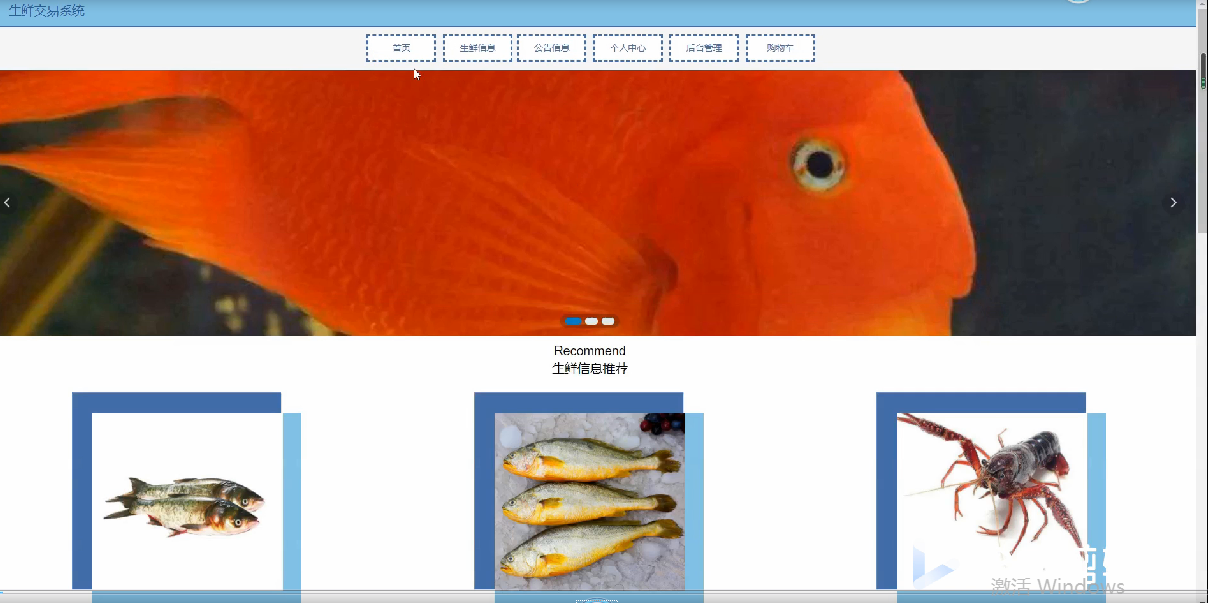 生鲜交易系统
首页
生鲜信息
公告信息
个人中心
后台管理
购物车
Recommend
生鲜信息推荐
激活 Windows